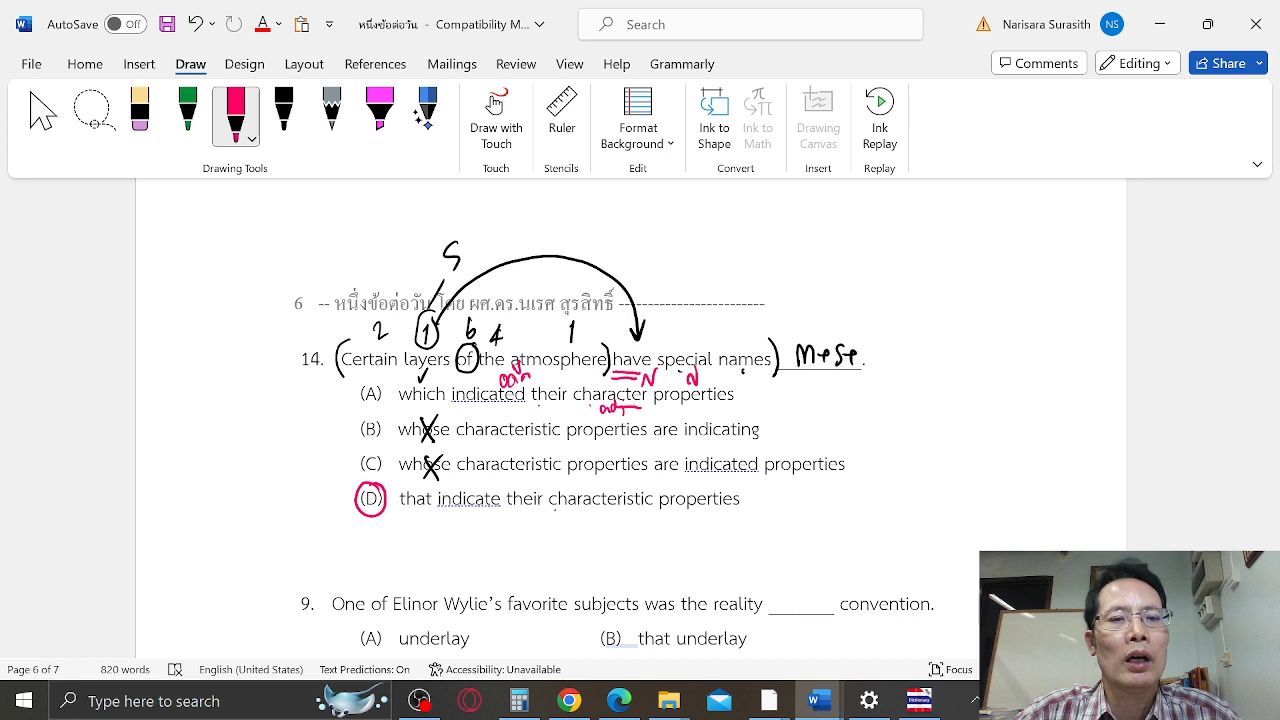 AutoSave Off หนึ่งข้อต่อวัน - Compatibility M... Search Narisara Surasith NS
File Home Insert Draw Design Layout References Mailings Review View Help Grammarly Comments Editing Share
Draw with Touch Ruler Format Background Ink to Shape Ink to Math Drawing Canvas Ink Replay
Drawing Tools Touch Stencils Edit Convert Insert Replay
S
6 -- หนึ่งข้อต่อวัน โดย ผศ.ดร.นเรศ สุรสิทธิ์ -------------------------
2 1 6 4 1
14. (Certain layers of the atmosphere) have special names) ________.
N N
(A) which indicated their character properties
adj
(B) whose characteristic properties are indicating
(C) whose characteristic properties are indicated properties
(D) that indicate their characteristic properties
9. One of Elinor Wylie's favorite subjects was the reality _______ convention.
(A) underlay (B) that underlay
Page 6 of 7 820 words English (United States) Text Predictions: On Accessibility: Unavailable Focus
Type here to search